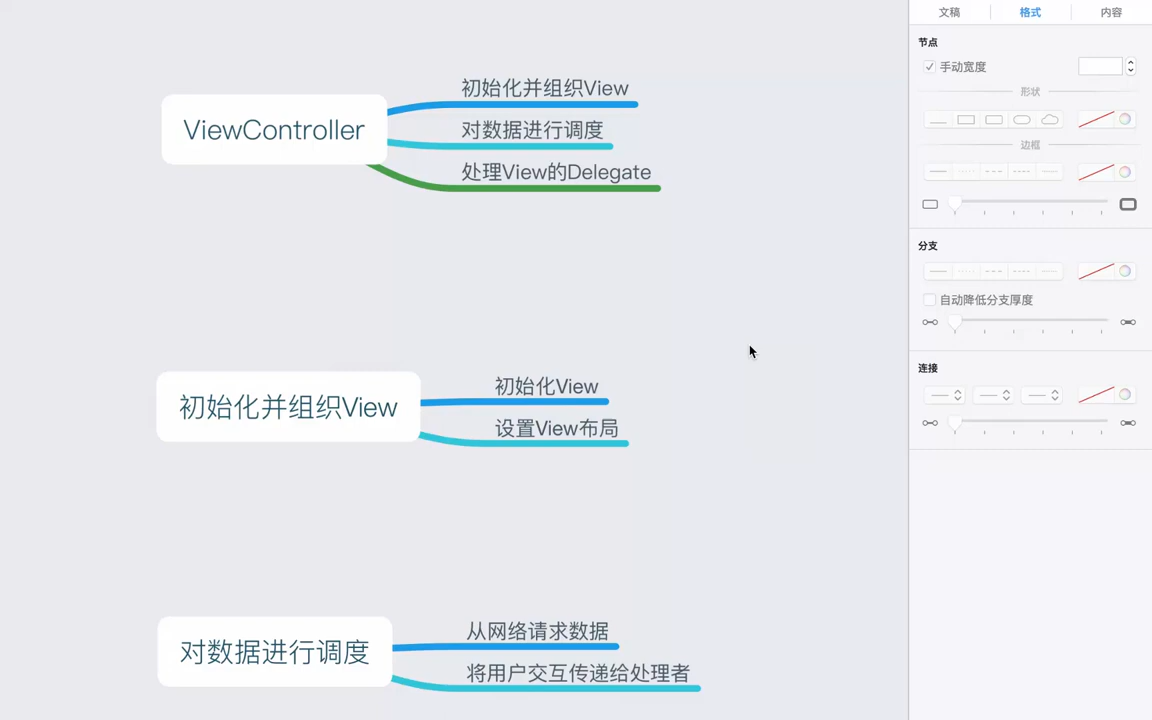 文稿
格式
内容
节点
手动宽度
形状
边框
分支
自动降低分支厚度
连接
ViewController
初始化并组织View
对数据进行调度
处理View的Delegate
初始化并组织View
初始化View
设置View布局
对数据进行调度
从网络请求数据
将用户交互传递给处理者